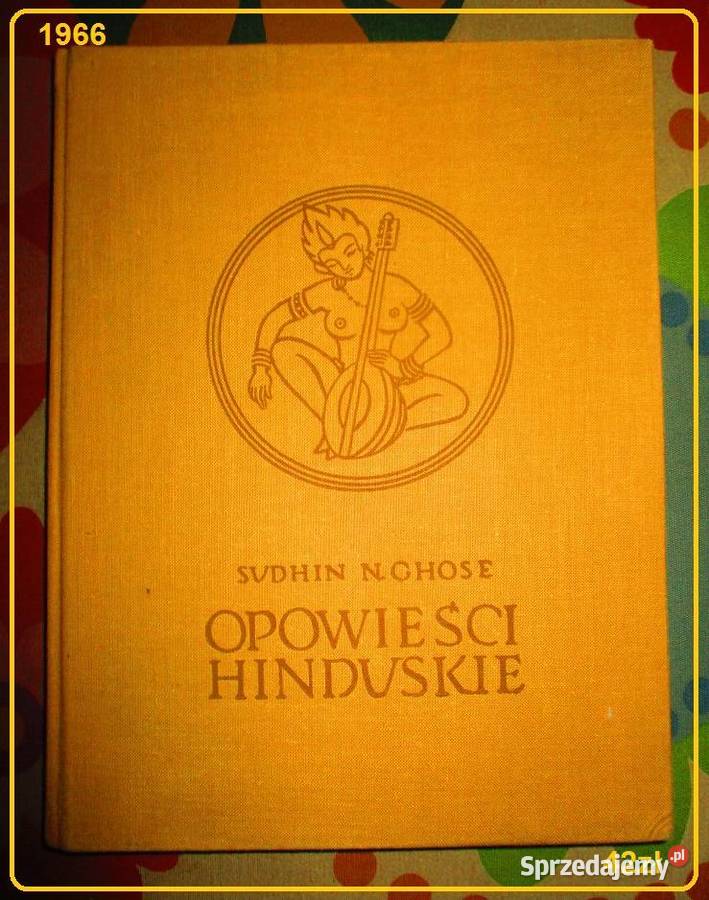 1966
SUDHIN N. GHOSE
OPOWIEŚCI
HINDUSKIE
Sprzedajemy.pl